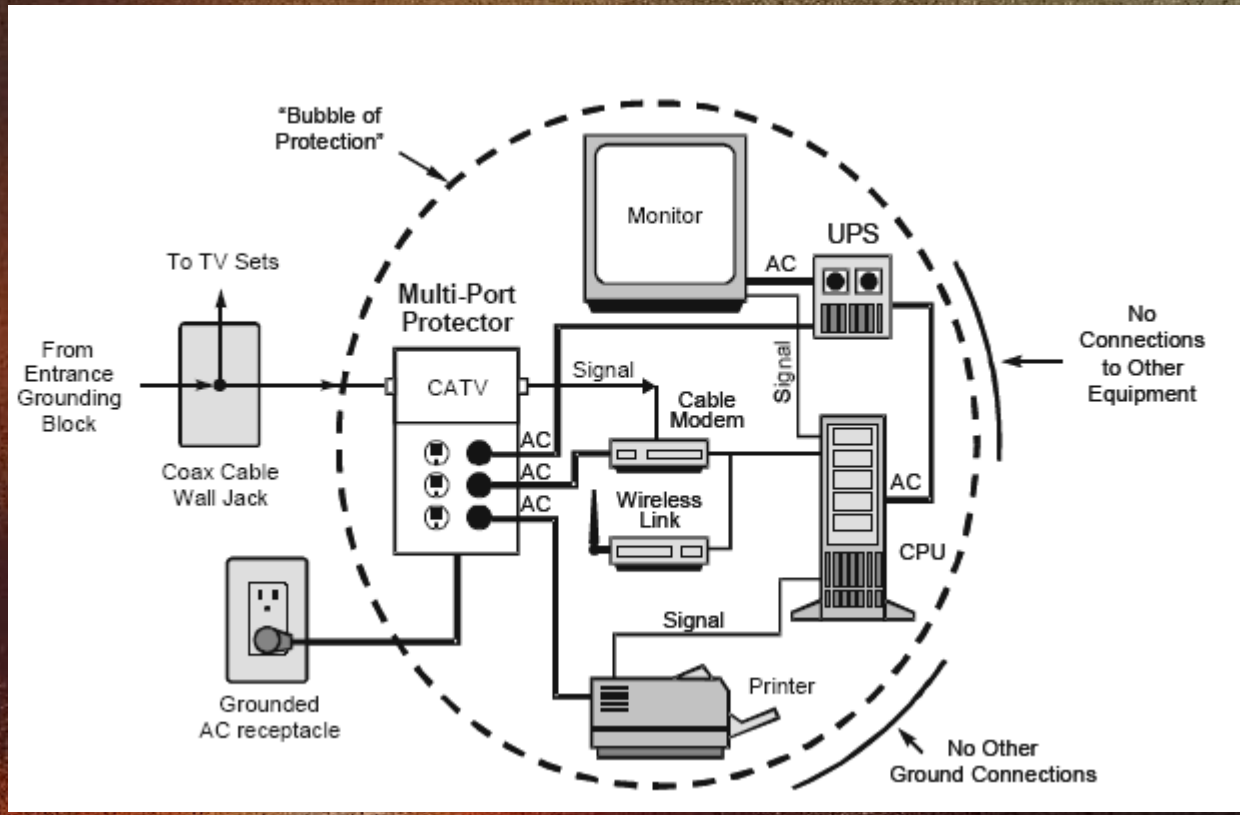 "Bubble of
Protection"
Monitor
UPS
AC
To TV Sets
Multi-Port
Protector
No
Connections
to Other
Equipment
From
Entrance
Grounding
Block
CATV
Signal
Signal
Cable
Modem
Coax Cable
Wall Jack
AC
AC
AC
AC
Wireless
Link
CPU
Signal
Grounded
AC receptacle
Printer
No Other
Ground Connections